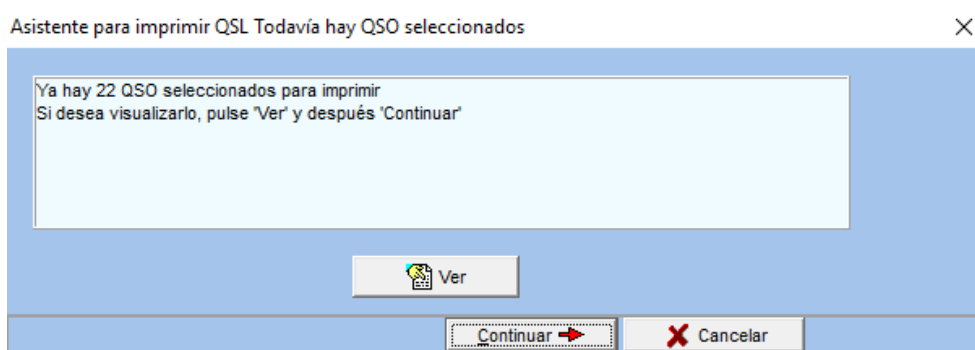 Asistente para imprimir QSL Todavía hay QSO seleccionados
Ya hay 22 QSO seleccionados para imprimir
Si desea visualizarlo, pulse 'Ver' y después 'Continuar'
Ver
Continuar
Cancelar